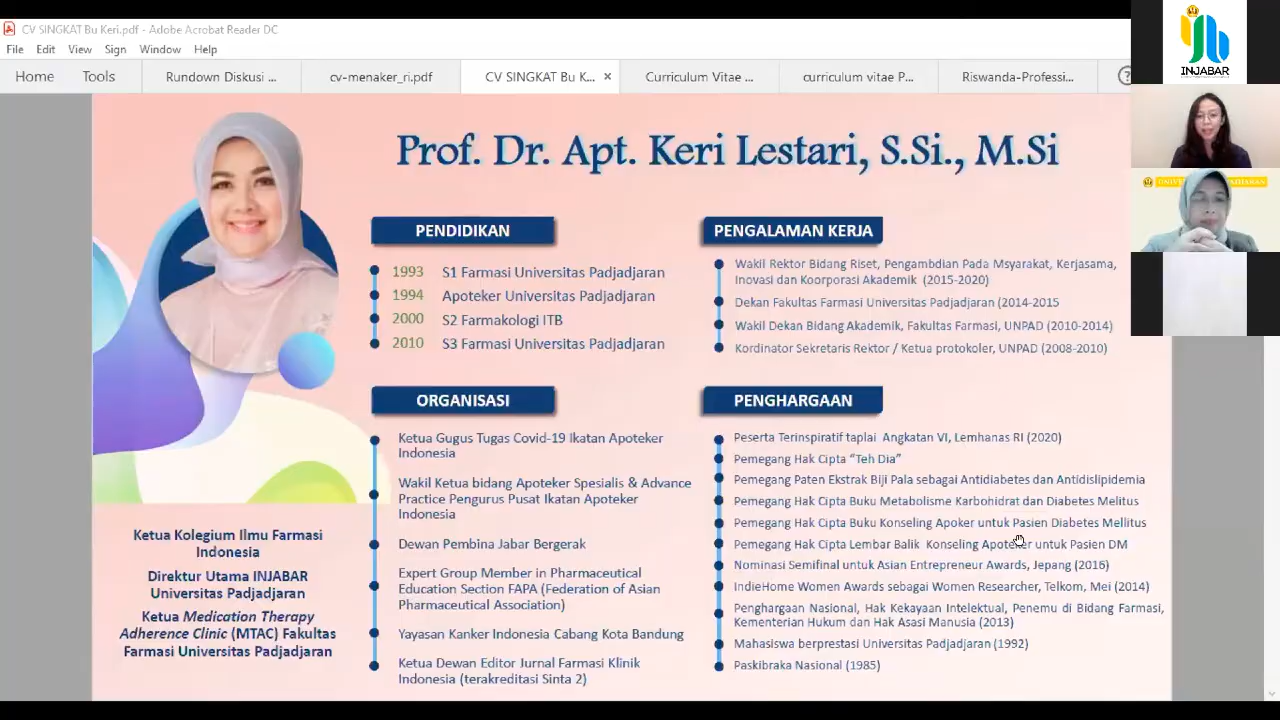 CV SINGKAT Bu Keri.pdf - Adobe Acrobat Reader DC
File Edit View Sign Window Help
Home Tools Rundown Diskusi ... cv-menaker_ri.pdf CV SINGKAT Bu K... × Curriculum Vitae ... curriculum vitae P... Riswanda-Professi... ?
INJABAR
Prof. Dr. Apt. Keri Lestari, S.Si., M.Si
PENDIDIKAN
1993 S1 Farmasi Universitas Padjadjaran
1994 Apoteker Universitas Padjadjaran
2000 S2 Farmakologi ITB
2010 S3 Farmasi Universitas Padjadjaran
PENGALAMAN KERJA
Wakil Rektor Bidang Riset, Pengambdian Pada Msyarakat, Kerjasama,
Inovasi dan Koorporasi Akademik (2015-2020)
Dekan Fakultas Farmasi Universitas Padjadjaran (2014-2015
Wakil Dekan Bidang Akademik, Fakultas Farmasi, UNPAD (2010-2014)
Kordinator Sekretaris Rektor / Ketua protokoler, UNPAD (2008-2010)
ORGANISASI
Ketua Gugus Tugas Covid-19 Ikatan Apoteker
Indonesia
Wakil Ketua bidang Apoteker Spesialis & Advance
Practice Pengurus Pusat Ikatan Apoteker
Indonesia
Dewan Pembina Jabar Bergerak
Expert Group Member in Pharmaceutical
Education Section FAPA (Federation of Asian
Pharmaceutical Association)
Yayasan Kanker Indonesia Cabang Kota Bandung
Ketua Dewan Editor Jurnal Farmasi Klinik
Indonesia (terakreditasi Sinta 2)
PENGHARGAAN
Peserta Terinspiratif taplai Angkatan VI, Lemhanas RI (2020)
Pemegang Hak Cipta “Teh Dia”
Pemegang Paten Ekstrak Biji Pala sebagai Antidiabetes dan Antidislipidemia
Pemegang Hak Cipta Buku Metabolisme Karbohidrat dan Diabetes Melitus
Pemegang Hak Cipta Buku Konseling Apoker untuk Pasien Diabetes Mellitus
Pemegang Hak Cipta Lembar Balik Konseling Apoteker untuk Pasien DM
Nominasi Semifinal untuk Asian Entrepreneur Awards, Jepang (2016)
IndieHome Women Awards sebagai Women Researcher, Telkom, Mei (2014)
Penghargaan Nasional, Hak Kekayaan Intelektual, Penemu di Bidang Farmasi,
Kementerian Hukum dan Hak Asasi Manusia (2013)
Mahasiswa berprestasi Universitas Padjadjaran (1992)
Paskibraka Nasional (1985)
Ketua Kolegium Ilmu Farmasi
Indonesia
Direktur Utama INJABAR
Universitas Padjadjaran
Ketua Medication Therapy
Adherence Clinic (MTAC) Fakultas
Farmasi Universitas Padjadjaran